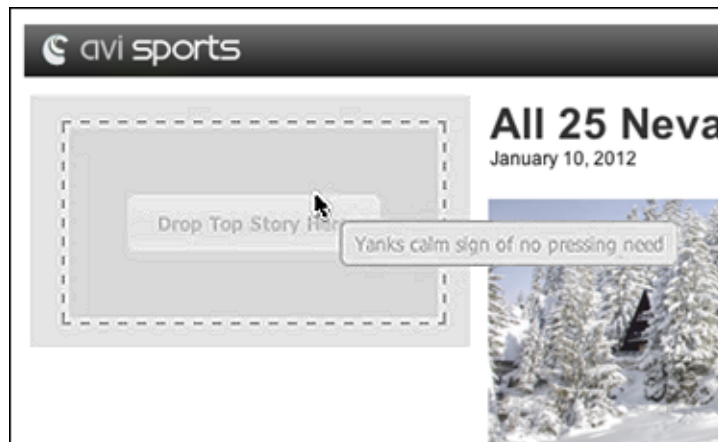 avi sports
All 25 Neva
January 10, 2012
Drop Top Story
Yanks calm sign of no pressing need